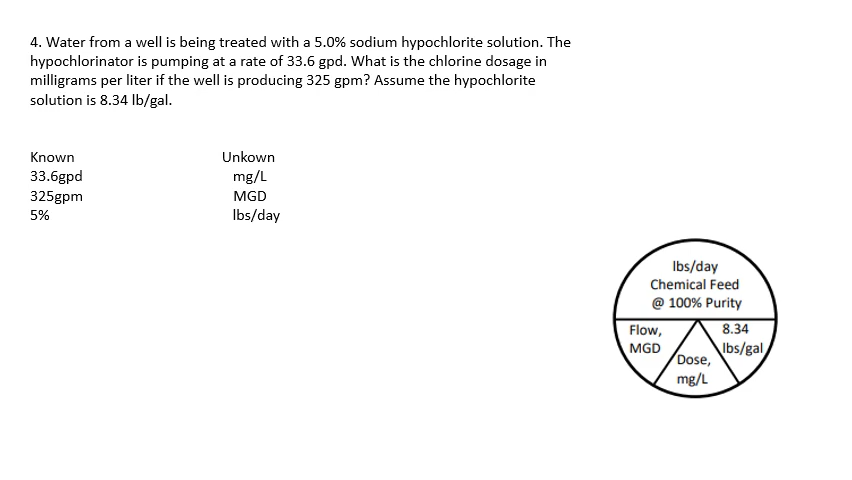 4. Water from a well is being treated with a 5.0% sodium hypochlorite solution. The
hypochlorinator is pumping at a rate of 33.6 gpd. What is the chlorine dosage in
milligrams per liter if the well is producing 325 gpm? Assume the hypochlorite
solution is 8.34 lb/gal.
Known
Unkown
33.6gpd
mg/L
325gpm
MGD
5%
lbs/day
lbs/day
Chemical Feed
@ 100% Purity
Flow,
MGD
Dose,
mg/L
8.34
lbs/gal